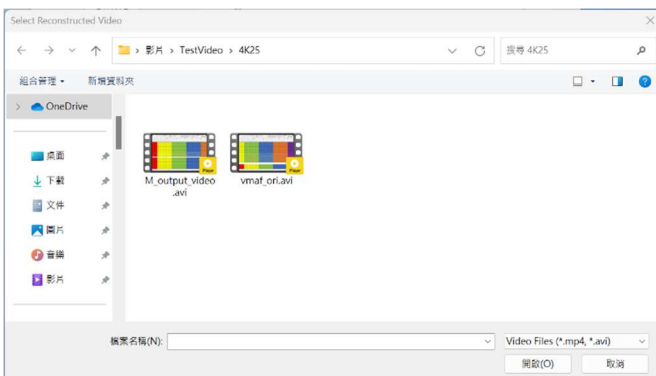 Select Reconstructed Video
影片 › TestVideo › 4K25
搜尋 4K25
組合管理
新增資料夾
OneDrive
桌面
下載
文件
圖片
音樂
影片
M_output_video
.avi
vmaf_ori.avi
檔案名稱(N):
Video Files (*.mp4, *.avi)
開啟(O)
取消